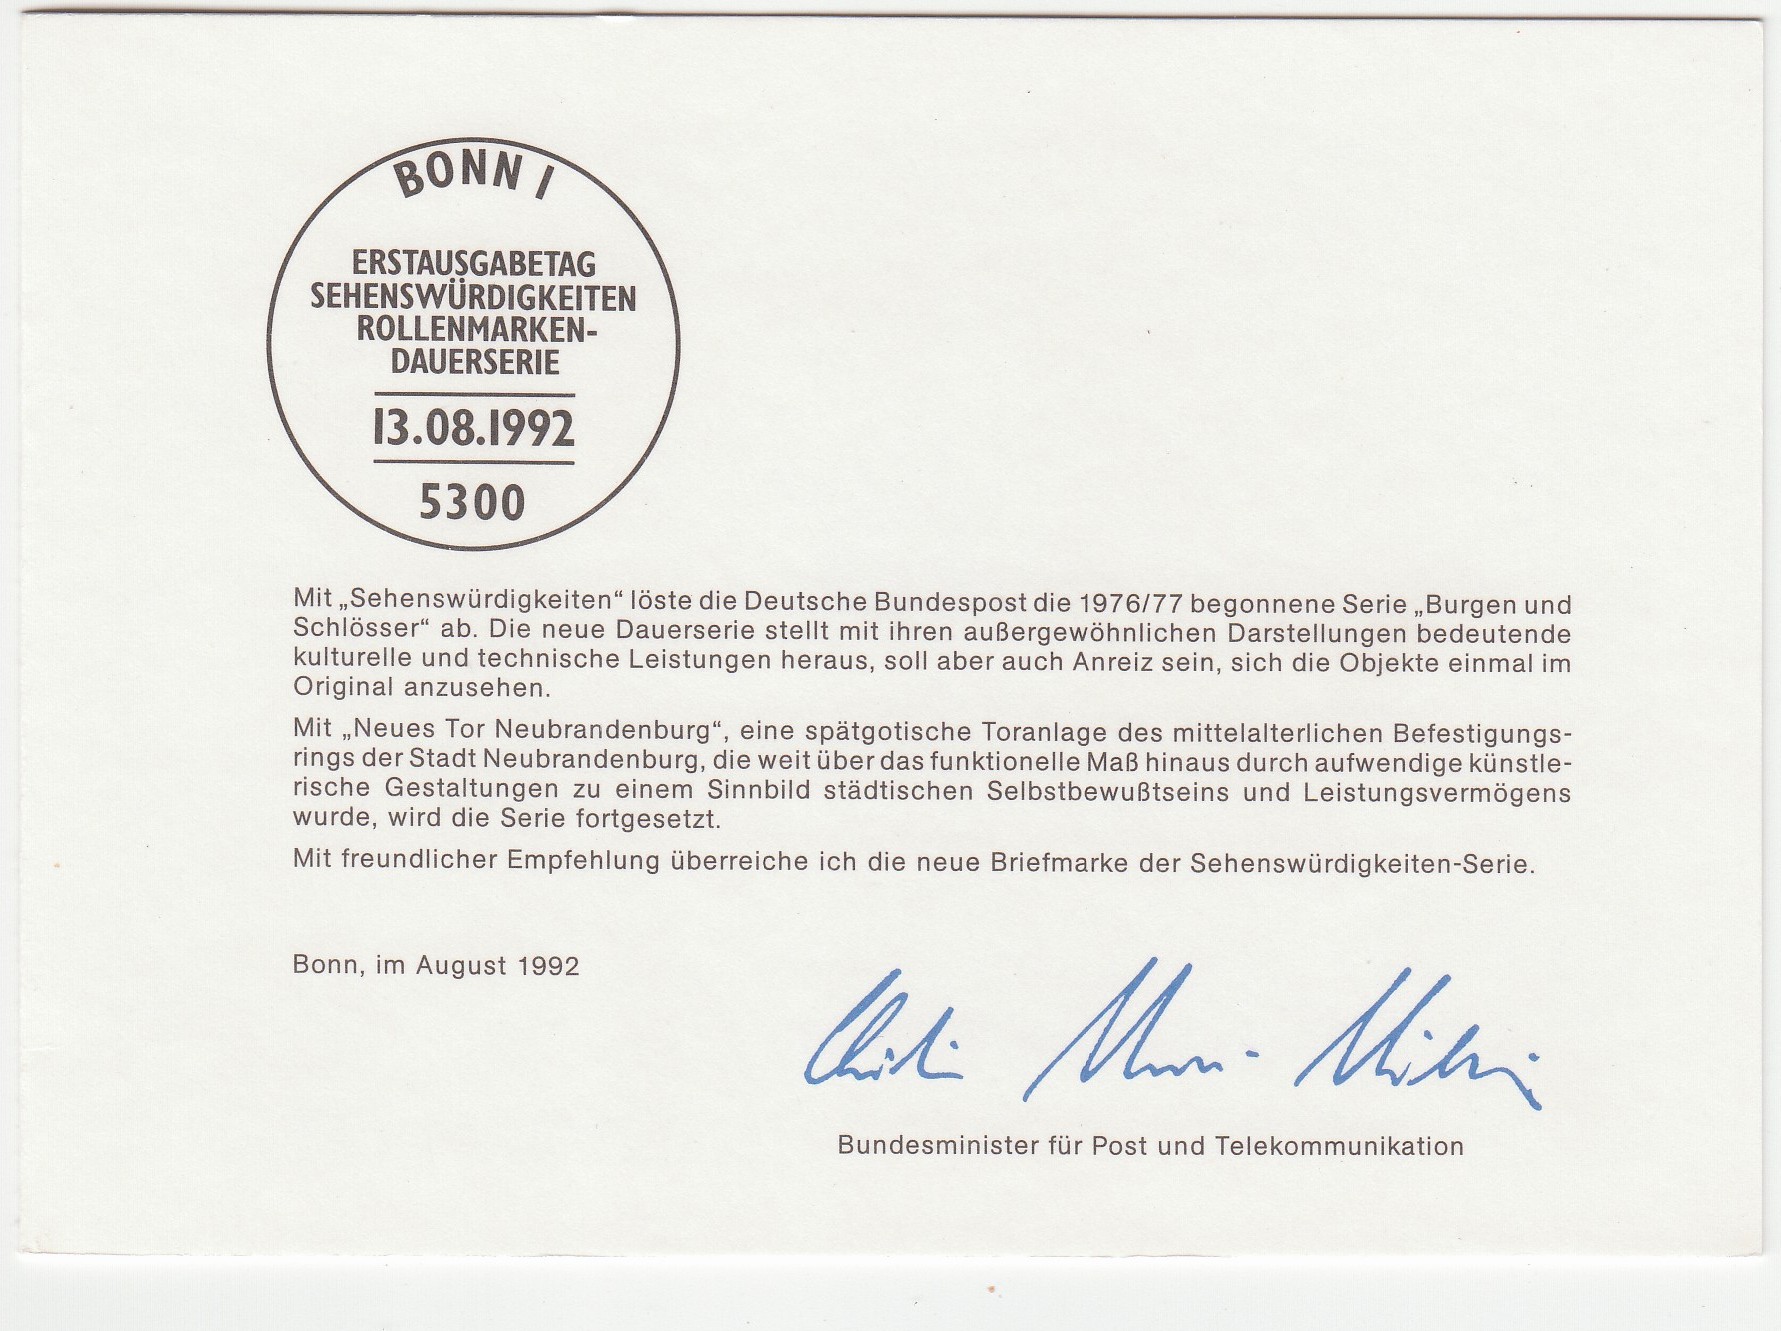 BONN 1
ERSTAUSGABETAG
SEHENSWÜRDIGKEITEN
ROLLENMARKEN-
DAUERSERIE
13.08.1992
5300
Mit „Sehenswürdigkeiten“ löste die Deutsche Bundespost die 1976/77 begonnene Serie „Burgen und
Schlösser“ ab. Die neue Dauerserie stellt mit ihren außergewöhnlichen Darstellungen bedeutende
kulturelle und technische Leistungen heraus, soll aber auch Anreiz sein, sich die Objekte einmal im
Original anzusehen.
Mit „Neues Tor Neubrandenburg“, eine spätgotische Toranlage des mittelalterlichen Befestigungs-
rings der Stadt Neubrandenburg, die weit über das funktionelle Maß hinaus durch aufwendige künstle-
rische Gestaltungen zu einem Sinnbild städtischen Selbstbewußtseins und Leistungsvermögens
wurde, wird die Serie fortgesetzt.
Mit freundlicher Empfehlung überreiche ich die neue Briefmarke der Sehenswürdigkeiten-Serie.
Bonn, im August 1992
Bundesminister für Post und Telekommunikation